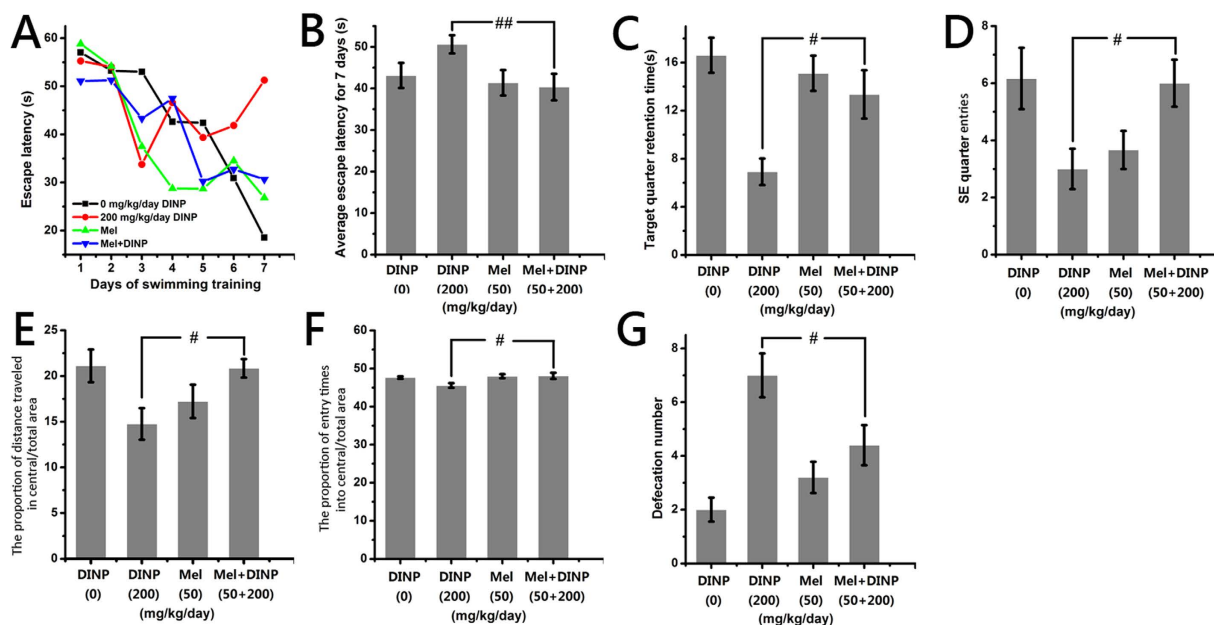 A
Escape latency (s)
60
50
40
30
20
0 mg/kg/day DINP
200 mg/kg/day DINP
Mel
Mel+DINP
1 2 3 4 5 6 7
Days of swimming training
B
Average escape latency for 7 days (s)
60
50
40
30
20
10
0
##
DINP DINP Mel Mel+DINP
(0) (200) (50) (50+200)
(mg/kg/day)
C
Target quarter retention time(s)
16
12
8
4
0
#
DINP DINP Mel Mel+DINP
(0) (200) (50) (50+200)
(mg/kg/day)
D
SE quarter entries
8
6
4
2
0
#
DINP DINP Mel Mel+DINP
(0) (200) (50) (50+200)
(mg/kg/day)
E
The proportion of distance traveled
in central/total area
25
20
15
10
5
0
#
DINP DINP Mel Mel+DINP
(0) (200) (50) (50+200)
(mg/kg/day)
F
The proportion of entry times
into central/total area
60
50
40
30
20
10
0
#
DINP DINP Mel Mel+DINP
(0) (200) (50) (50+200)
(mg/kg/day)
G
Defecation number
8
6
4
2
0
#
DINP DINP Mel Mel+DINP
(0) (200) (50) (50+200)
(mg/kg/day)